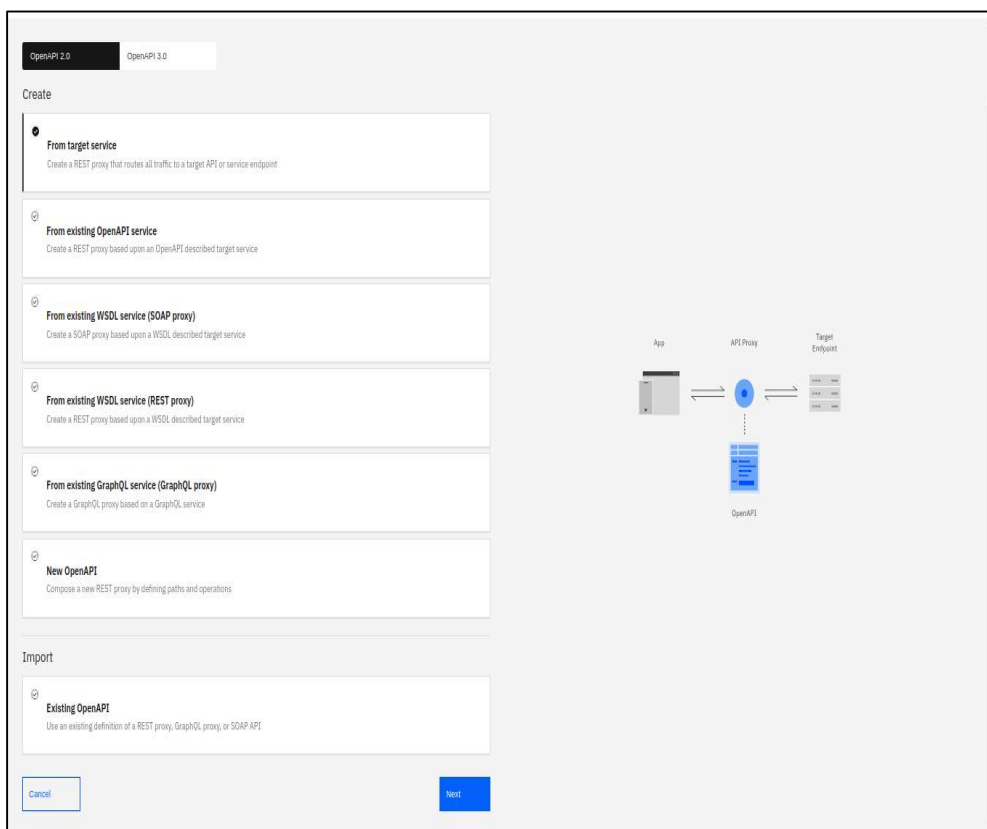 OpenAPI 2.0
OpenAPI 3.0
Create
From target service
Create a REST proxy that routes all traffic to a target API or service endpoint
From existing OpenAPI service
Create a REST proxy based upon an OpenAPI described target service
From existing WSDL service (SOAP proxy)
Create a SOAP proxy based upon a WSDL described target service
From existing WSDL service (REST proxy)
Create a REST proxy based upon a WSDL described target service
From existing GraphQL service (GraphQL proxy)
Create a GraphQL proxy based on a GraphQL service
New OpenAPI
Compose a new REST proxy by defining paths and operations
Import
Existing OpenAPI
Use an existing definition of a REST proxy, GraphQL proxy, or SOAP API
Cancel
Next
App
API Proxy
Target
Endpoint
OpenAPI